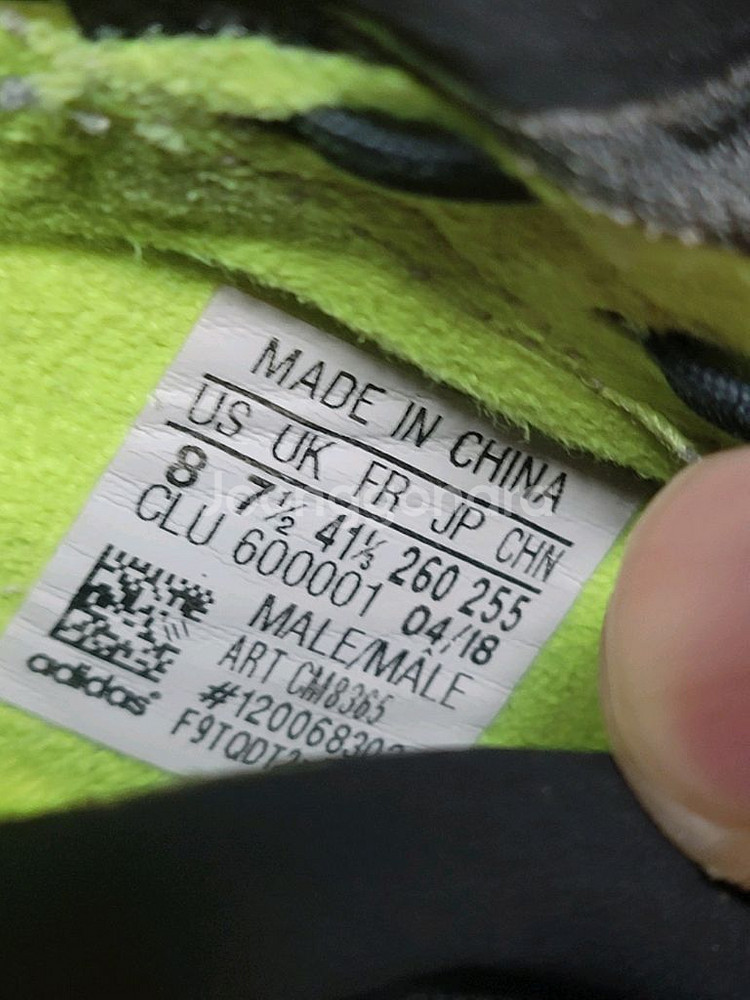 MADE IN CHINA
US UK FR JP CHN
8 7½ 41⅓ 260 255
CLU 600001 04/18
MALE/MÂLE
ART CM8365
adidas